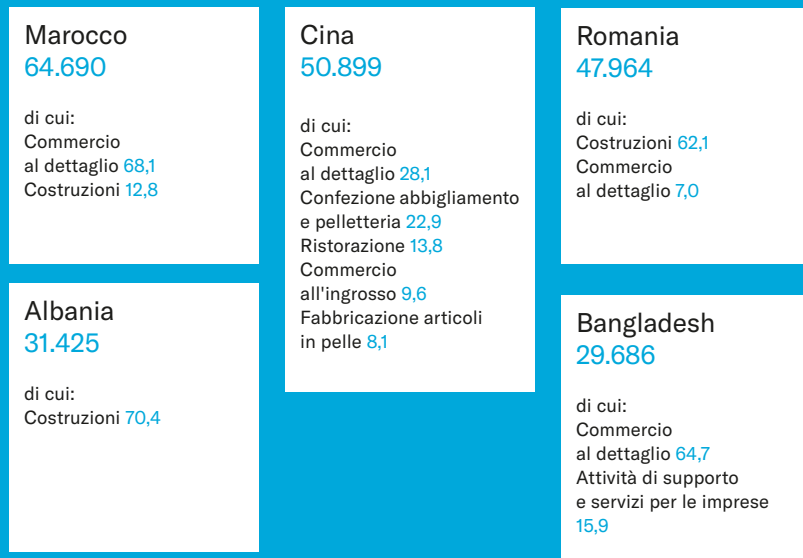 Marocco
64.690
di cui:
Commercio
al dettaglio 68,1
Costruzioni 12,8
Cina
50.899
di cui:
Commercio
al dettaglio 28,1
Confezione abbigliamento
e pelletteria 22,9
Ristorazione 13,8
Commercio
all'ingrosso 9,6
Fabbricazione articoli
in pelle 8,1
Romania
47.964
di cui:
Costruzioni 62,1
Commercio
al dettaglio 7,0
Albania
31.425
di cui:
Costruzioni 70,4
Bangladesh
29.686
di cui:
Commercio
al dettaglio 64,7
Attività di supporto
e servizi per le imprese
15,9